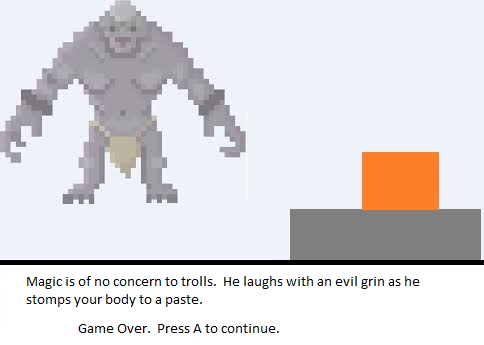 Magic is of no concern to trolls.  He laughs with an evil grin as he
stomps your body to a paste.
Game Over.  Press A to continue.